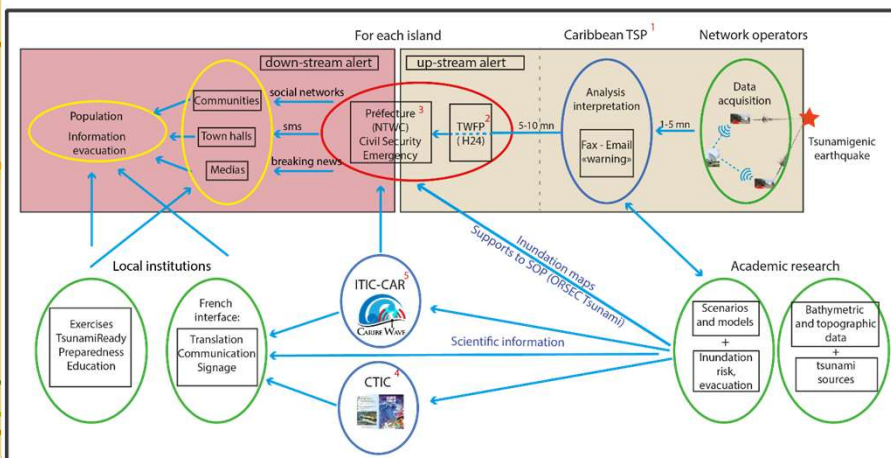 For each island
Caribbean TSP 1
Network operators
down-stream alert
up-stream alert
Population
Information
evacuation
Communities
Town halls
Medias
social networks
sms
breaking news
Préfecture 3
(NTWC)
Civil Security
Emergency
TWFP 2
(H24)
5-10 mn
Analysis
interpretation
Fax - Email
«warning»
1-5 mn
Data
acquisition
Tsunamigenic
earthquake
Inundation maps
Supports to SOP (ORSEC Tsunami)
Local institutions
Exercises
TsunamiReady
Preparedness
Education
French
interface:
Translation
Communication
Signage
ITIC-CAR 5
CARIBE WAVE
Scientific information
CTIC 4
Academic research
Scenarios
and models
+
Inundation
risk,
evacuation
Bathymetric
and topographic
data
+
tsunami
sources